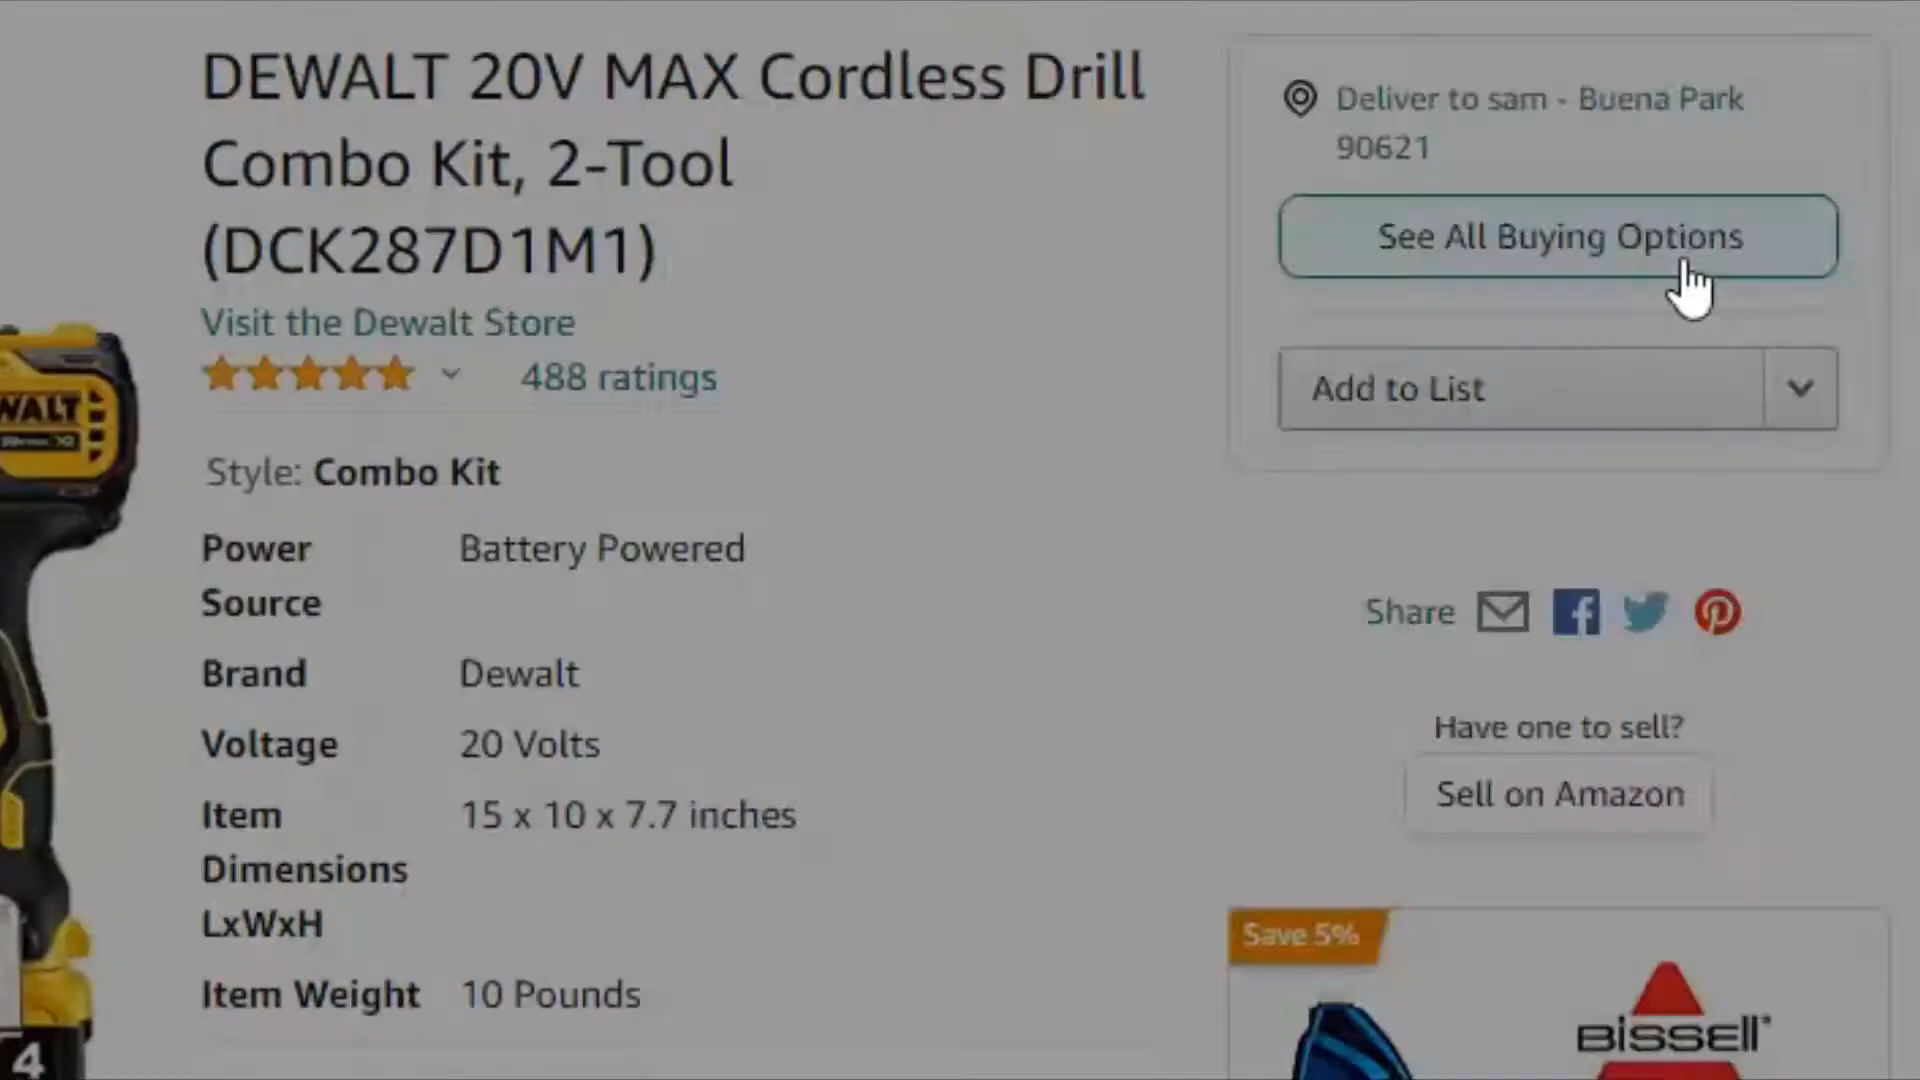 DEWALT 20V MAX Cordless Drill
Combo Kit, 2-Tool
(DCK287D1M1)
Visit the Dewalt Store
488 ratings
Style: Combo Kit
Power Source
Battery Powered
Brand
Dewalt
Voltage
20 Volts
Item Dimensions LxWxH
15 x 10 x 7.7 inches
Item Weight
10 Pounds
WALT
4
Deliver to sam - Buena Park
90621
See All Buying Options
Add to List
Share
Have one to sell?
Sell on Amazon
Save 5%
BISSELL